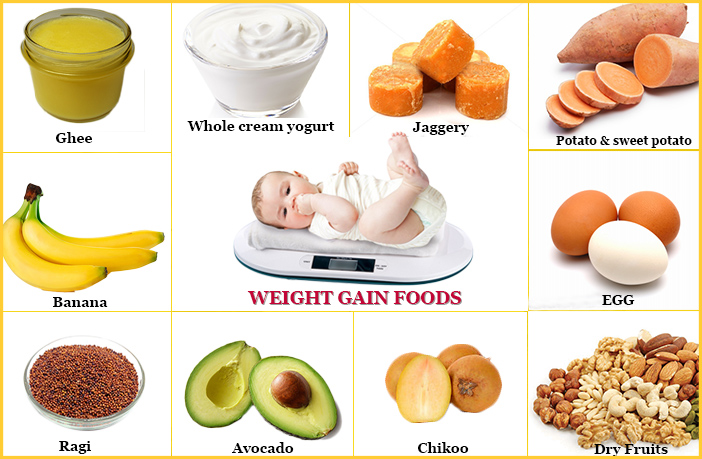 Ghee
Whole cream yogurt
Jaggery
Potato & sweet potato
Banana
WEIGHT GAIN FOODS
EGG
Ragi
Avocado
Chikoo
Dry Fruits